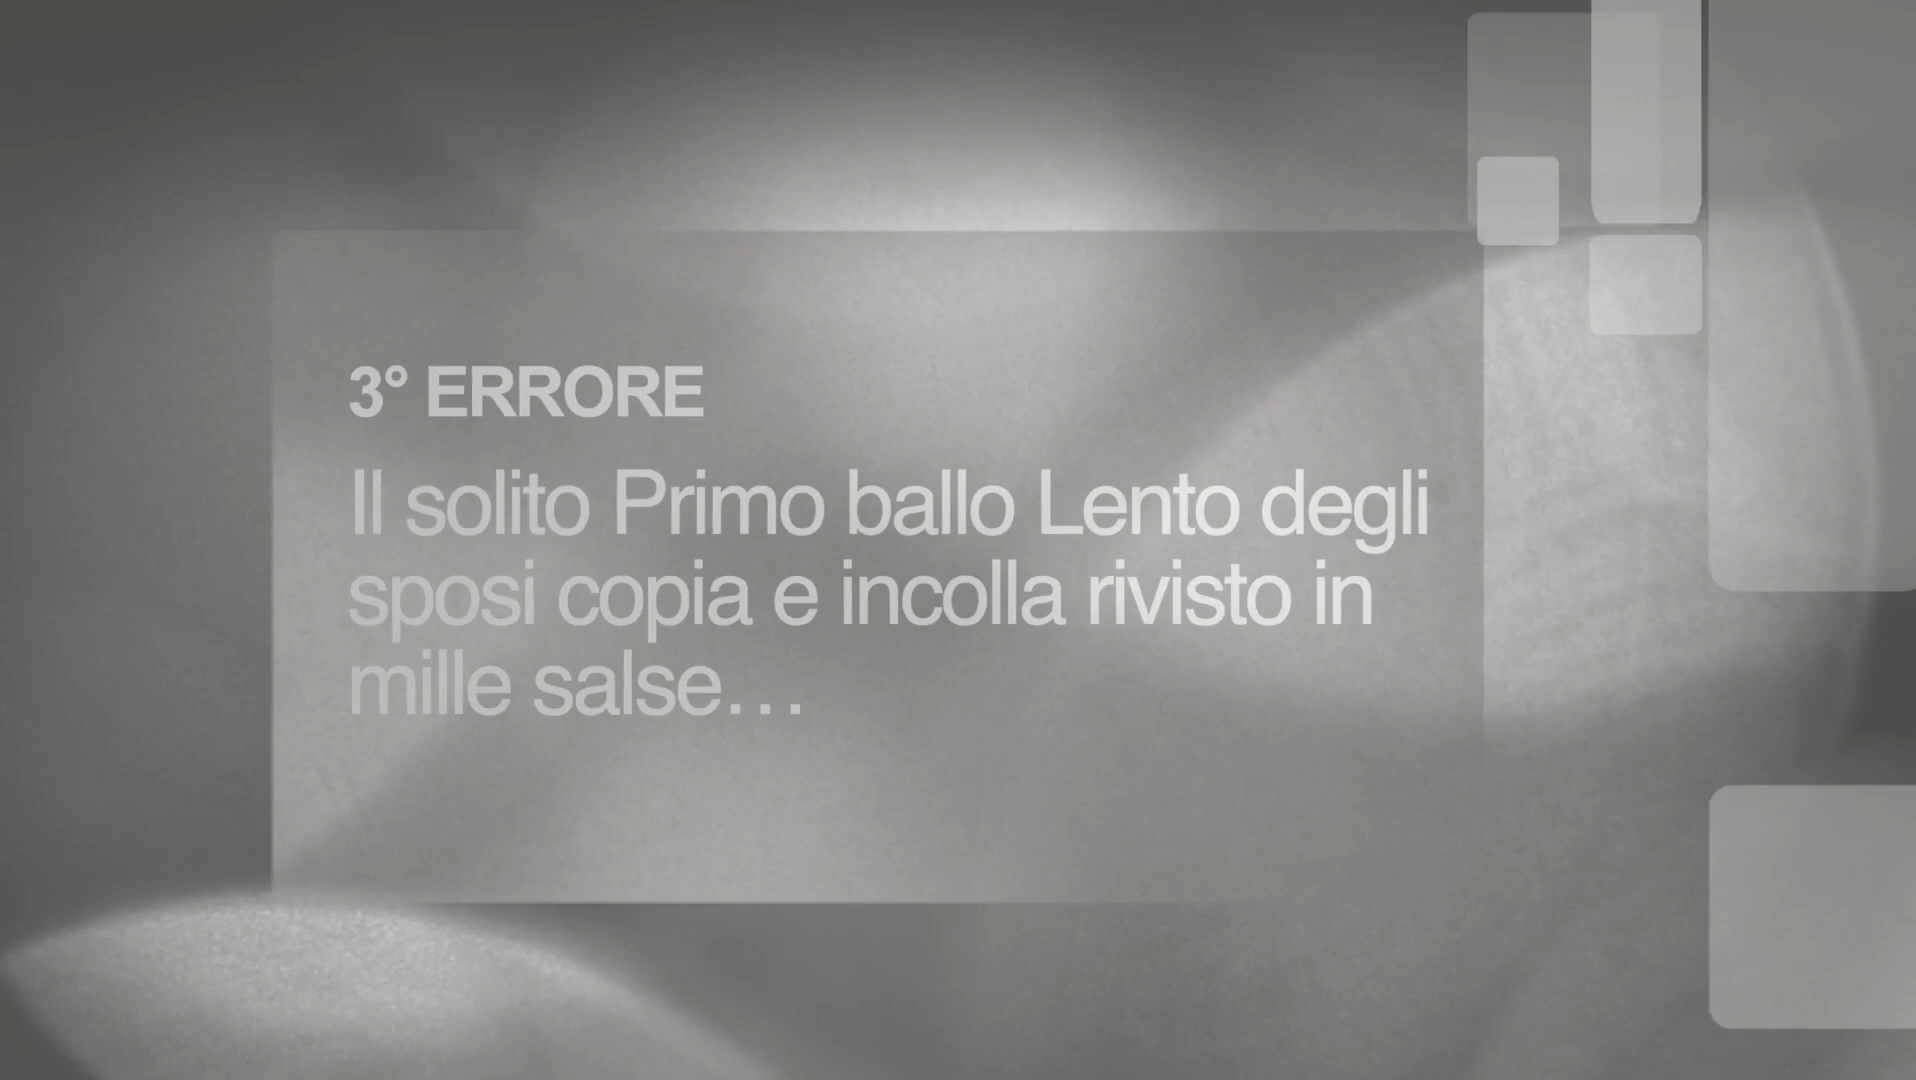 3° ERRORE
Il solito Primo ballo Lento degli
sposi copia e incolla rivisto in
mille salse…